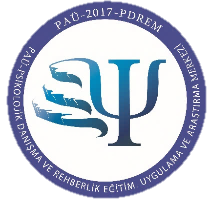 PAÜ-2017-PDREM
Ψ
PAÜ. PSİKOLOJİK DANIŞMA VE REHBERLİK EĞİTİM UYGULAMA VE ARAŞTIRMA MERKEZİ